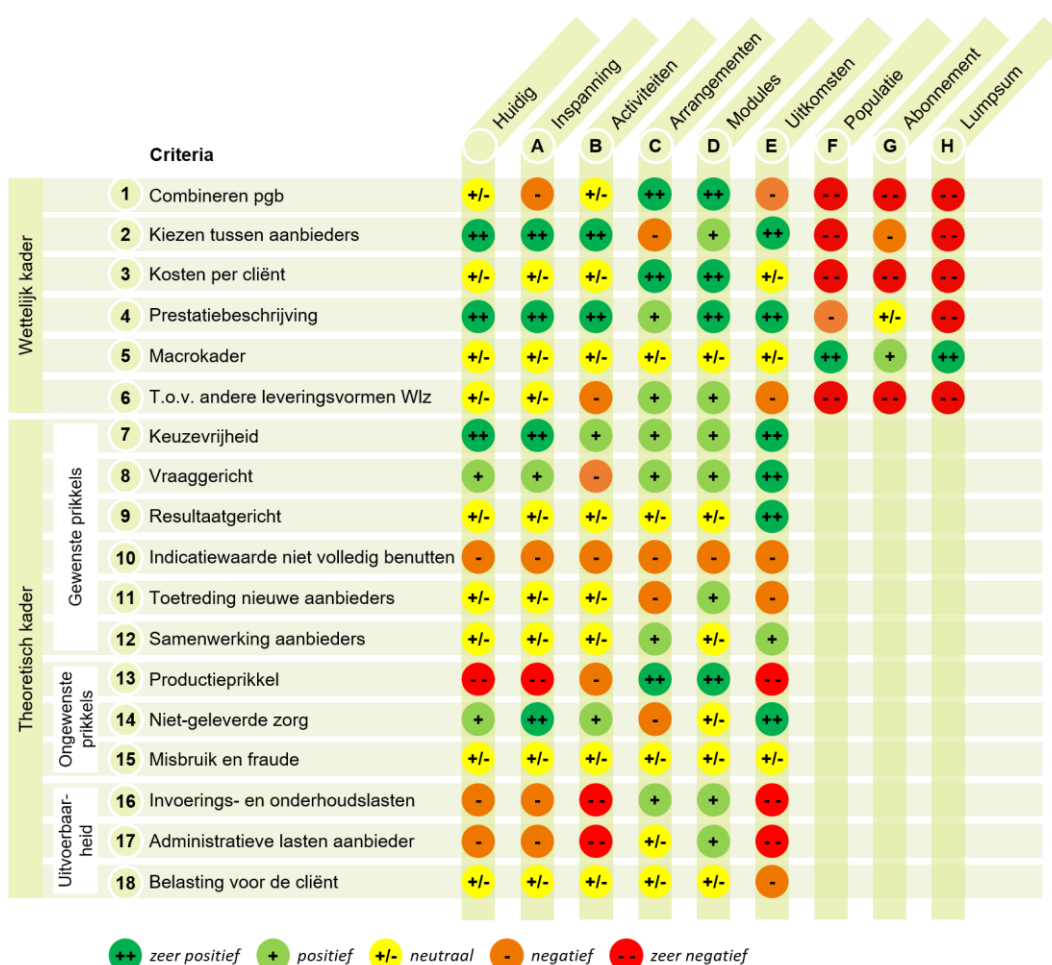 Huidig
Inspanning
Activiteiten
Arrangementen
Modules
Uitkomsten
Populatie
Abonnement
Lumpsum
Criteria A B C D E F G H
Wettelijk kader
1 Combineren pgb +/- - +/- ++ ++ - -- -- --
2 Kiezen tussen aanbieders ++ ++ ++ - + ++ -- - --
3 Kosten per cliënt +/- +/- +/- ++ ++ +/- -- -- --
4 Prestatiebeschrijving ++ ++ ++ + ++ ++ - +/- --
5 Macrokader +/- +/- +/- +/- +/- +/- ++ + ++
6 T.o.v. andere leveringsvormen Wlz +/- +/- - + + - -- -- --
Theoretisch kader
Gewenste prikkels
7 Keuzevrijheid ++ ++ + + + ++
8 Vraaggericht + + - + + ++
9 Resultaatgericht +/- +/- +/- +/- +/- ++
10 Indicatiewaarde niet volledig benutten - - - - - -
11 Toetreding nieuwe aanbieders +/- +/- +/- - + -
12 Samenwerking aanbieders +/- +/- +/- + +/- +
Ongewenste
prikkels
13 Productieprikkel -- -- - ++ ++ --
14 Niet-geleverde zorg + ++ + - +/- ++
15 Misbruik en fraude +/- +/- +/- +/- +/- +/-
Uitvoerbaar-
heid
16 Invoerings- en onderhoudslasten - - -- + + --
17 Administratieve lasten aanbieder - - -- +/- + --
18 Belasting voor de cliënt +/- +/- +/- +/- +/- -
++ zeer positief + positief +/- neutraal - negatief -- zeer negatief